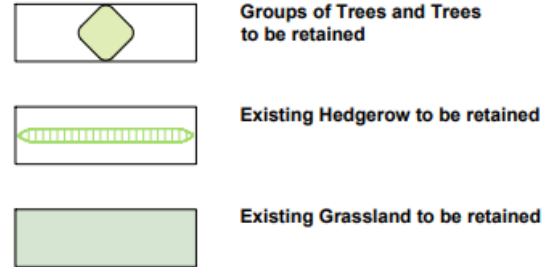 Groups of Trees and Trees
to be retained
Existing Hedgerow to be retained
Existing Grassland to be retained